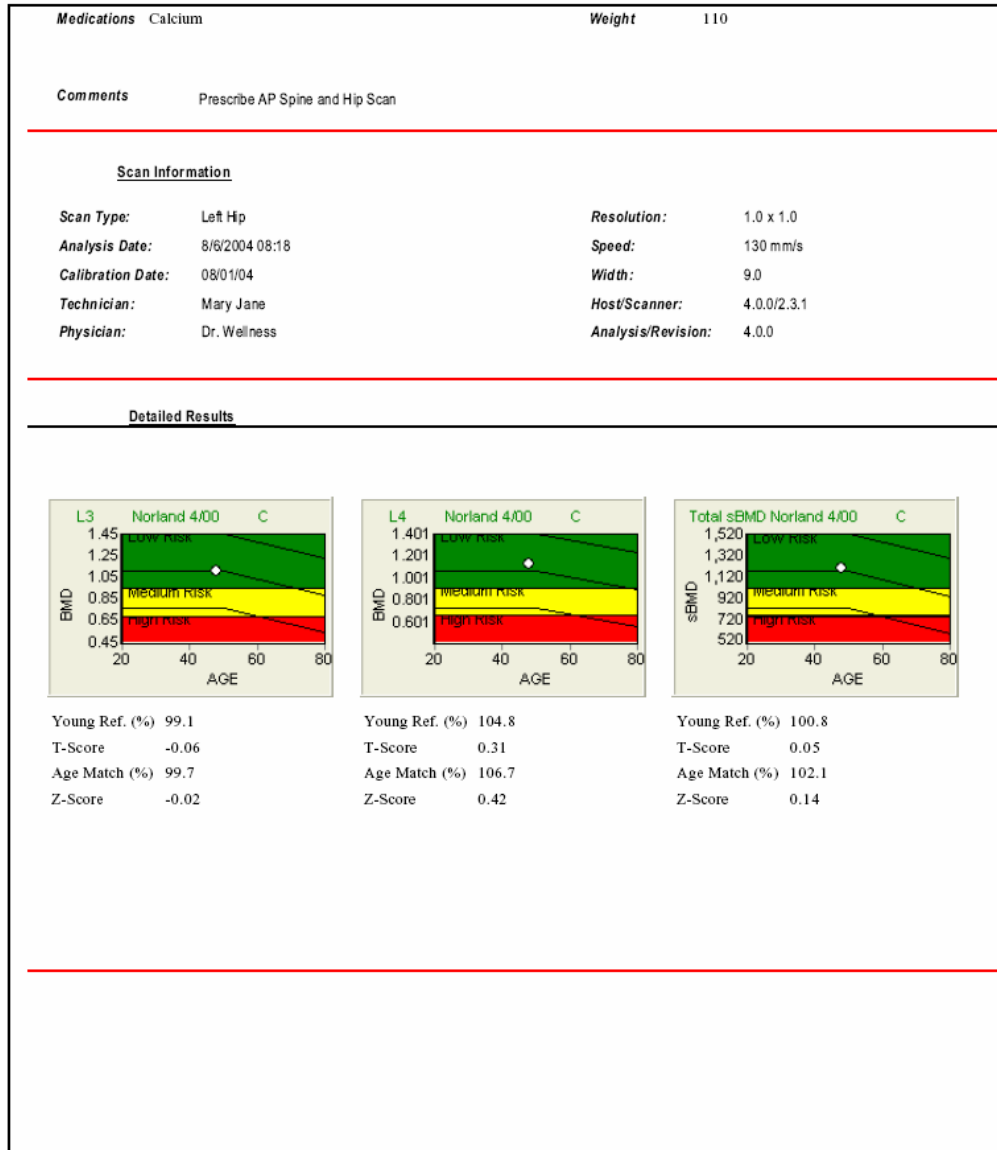 Medications Calcium Weight 110
Comments Prescribe AP Spine and Hip Scan
Scan Information
Scan Type: Left Hip Resolution: 1.0 x 1.0
Analysis Date: 8/6/2004 08:18 Speed: 130 mm/s
Calibration Date: 08/01/04 Width: 9.0
Technician: Mary Jane Host/Scanner: 4.0.0/2.3.1
Physician: Dr. Wellness Analysis/Revision: 4.0.0
Detailed Results
L3 Norland 4/00 C
1.45
Low Risk
1.25
1.05
0.85
Medium Risk
0.65
High Risk
0.45
BMD
20 40 60 80
AGE
L4 Norland 4/00 C
1.401
Low Risk
1.201
1.001
0.801
Medium Risk
0.601
High Risk
BMD
20 40 60 80
AGE
Total sBMD Norland 4/00 C
1,520
Low Risk
1,320
1,120
920
Medium Risk
720
High Risk
520
sBMD
20 40 60 80
AGE
Young Ref. (%) 99.1 Young Ref. (%) 104.8 Young Ref. (%) 100.8
T-Score -0.06 T-Score 0.31 T-Score 0.05
Age Match (%) 99.7 Age Match (%) 106.7 Age Match (%) 102.1
Z-Score -0.02 Z-Score 0.42 Z-Score 0.14